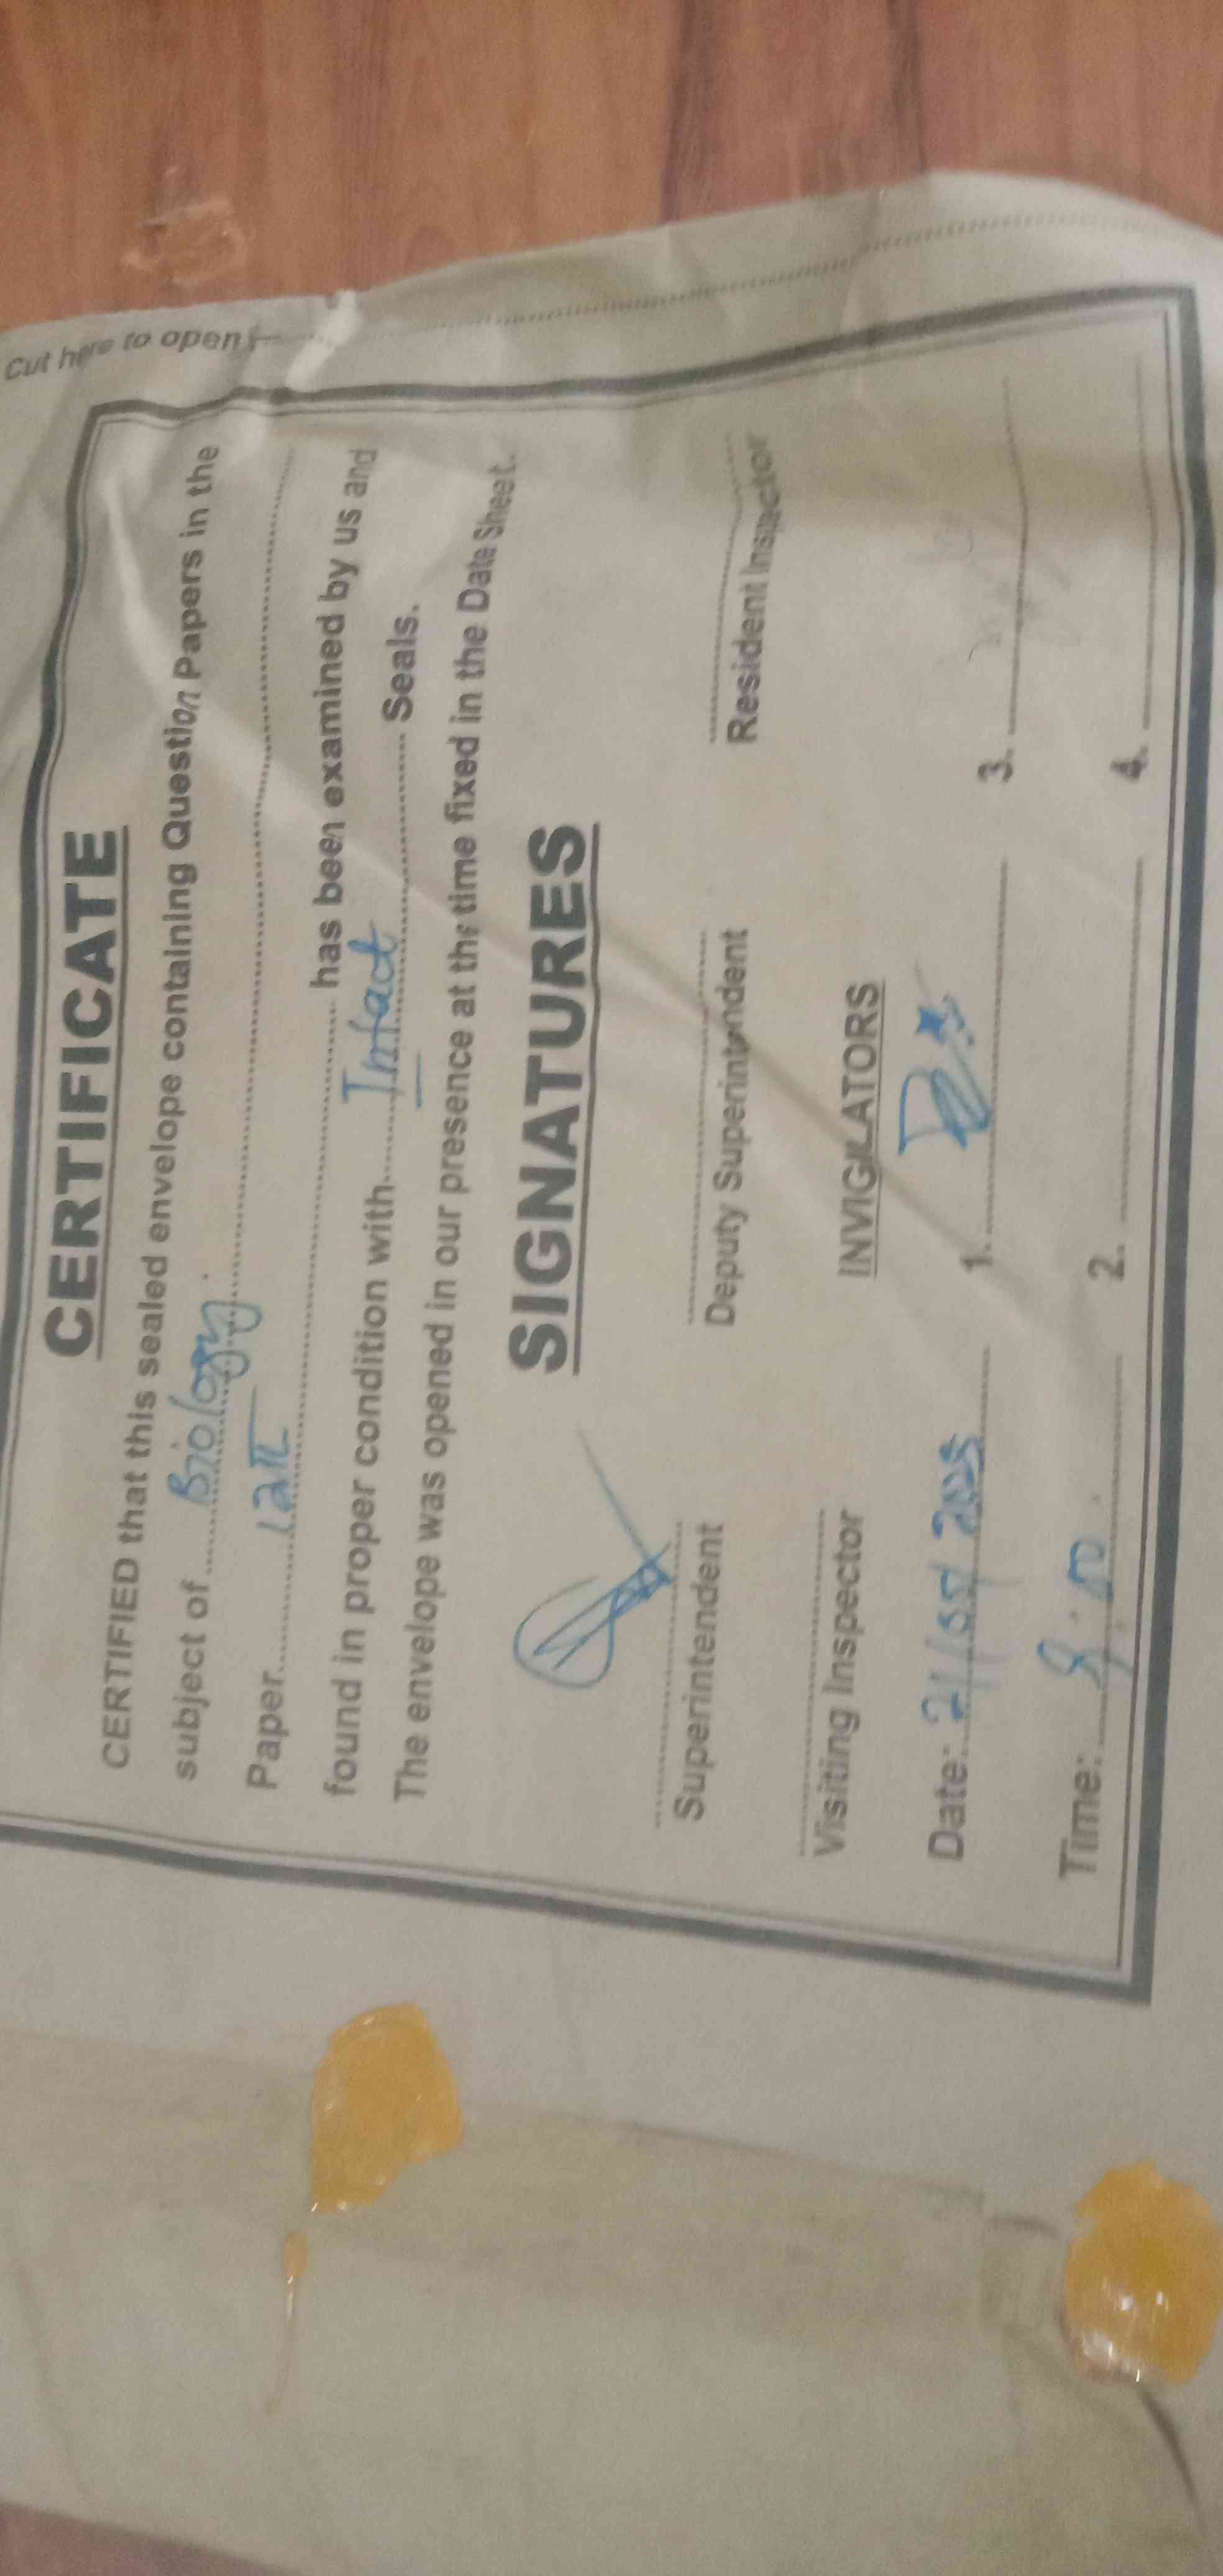 Cut here to open
CERTIFICATE
CERTIFIED that this sealed envelope containing Question Papers in the
subject of Biology
Paper
has been examined by us and
found in proper condition with Intact Seals.
The envelope was opened in our presence at the time fixed in the Date Sheet.
SIGNATURES
Superintendent Deputy Superintendent Resident Inspector
Visiting Inspector INVIGILATORS
Date: 1. 3.
Time: 2. 4.